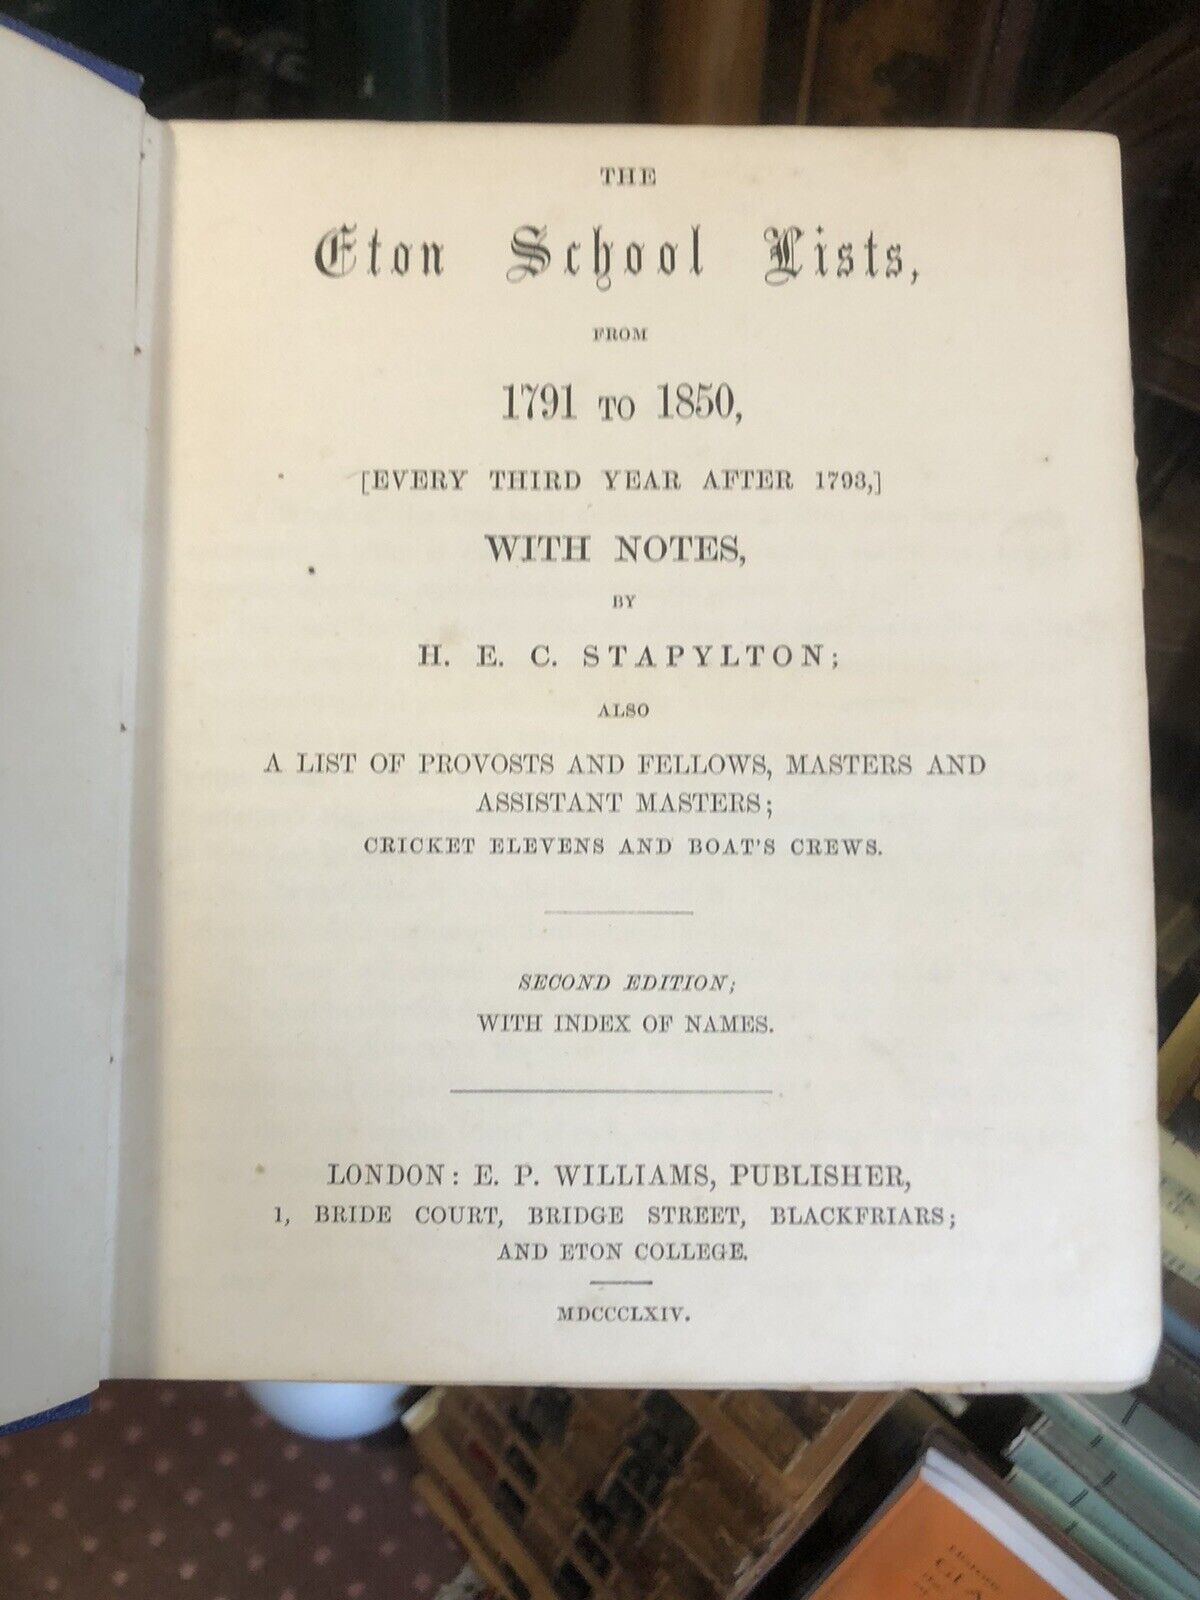 THE
Eton School Lists,
FROM
1791 TO 1850,
[EVERY THIRD YEAR AFTER 1793,]
WITH NOTES,
BY
H. E. C. STAPYLTON;
ALSO
A LIST OF PROVOSTS AND FELLOWS, MASTERS AND
ASSISTANT MASTERS;
CRICKET ELEVENS AND BOAT'S CREWS.
SECOND EDITION;
WITH INDEX OF NAMES.
LONDON: E. P. WILLIAMS, PUBLISHER,
1, BRIDE COURT, BRIDGE STREET, BLACKFRIARS;
AND ETON COLLEGE.
MDCCCLXIV.